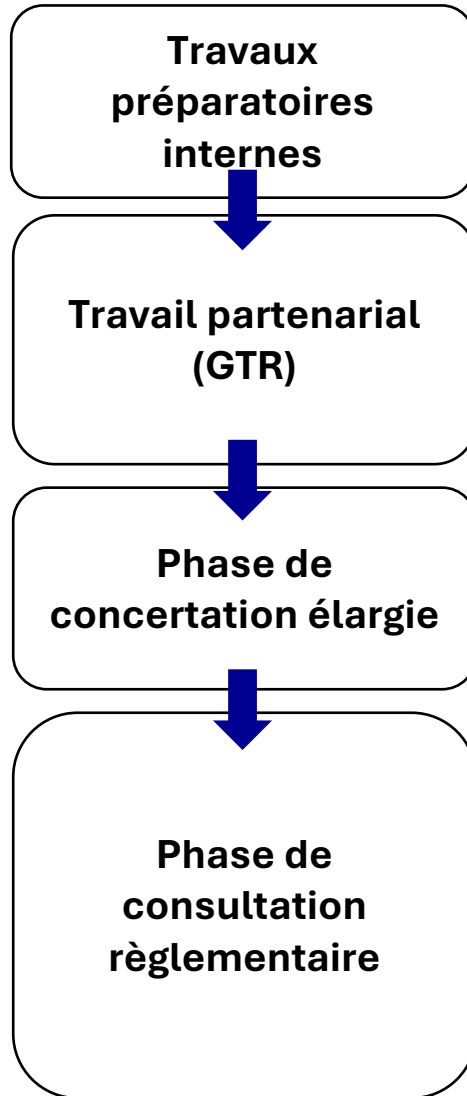 Travaux
préparatoires
internes
Travail partenarial
(GTR)
Phase de
concertation élargie
Phase de
consultation
règlementaire